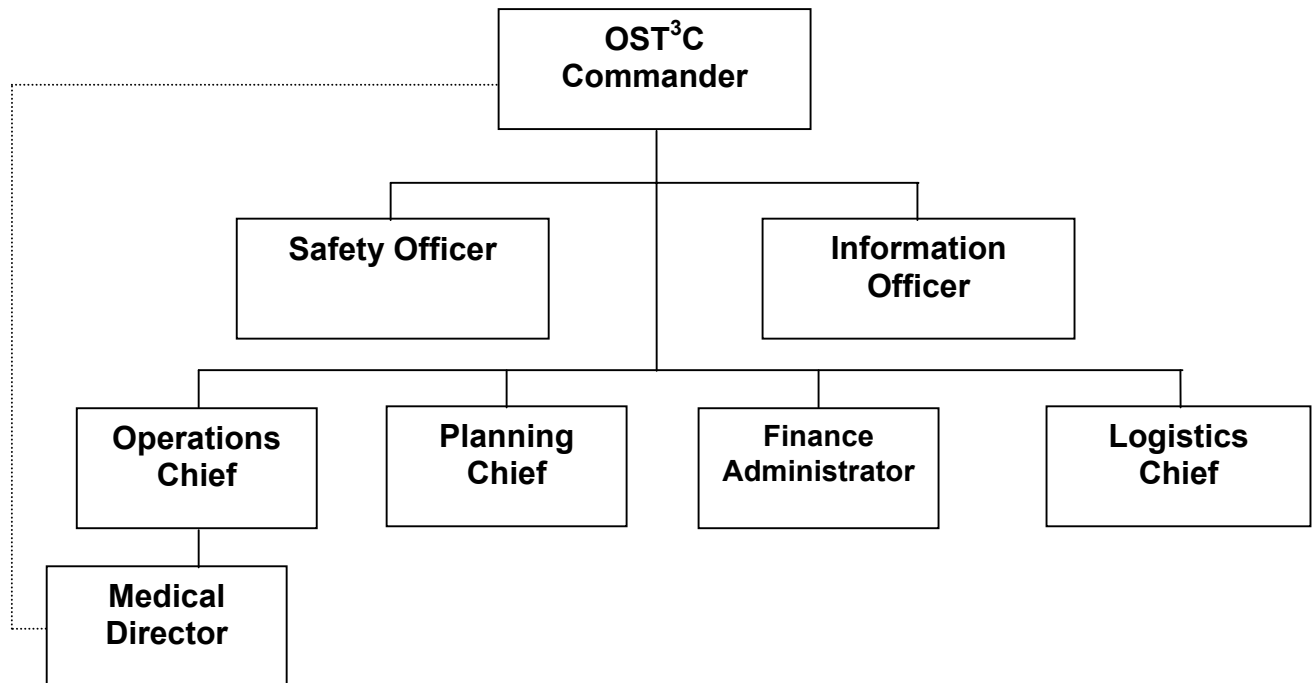 OST³C
Commander
Safety Officer
Information
Officer
Operations
Chief
Planning
Chief
Finance
Administrator
Logistics
Chief
Medical
Director